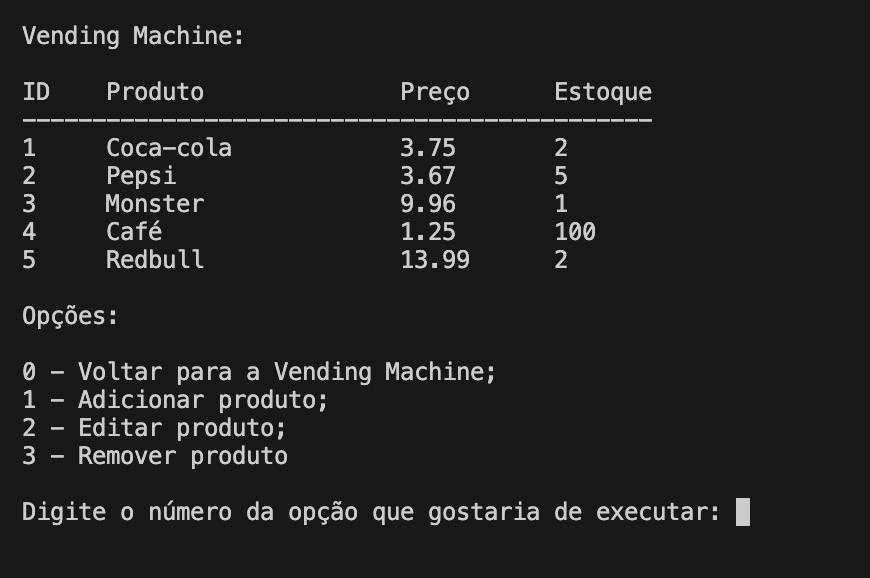 Vending Machine:
ID Produto Preço Estoque
---------------------------------------------
1 Coca-cola 3.75 2
2 Pepsi 3.67 5
3 Monster 9.96 1
4 Café 1.25 100
5 Redbull 13.99 2
Opções:
0 - Voltar para a Vending Machine;
1 - Adicionar produto;
2 - Editar produto;
3 - Remover produto
Digite o número da opção que gostaria de executar: